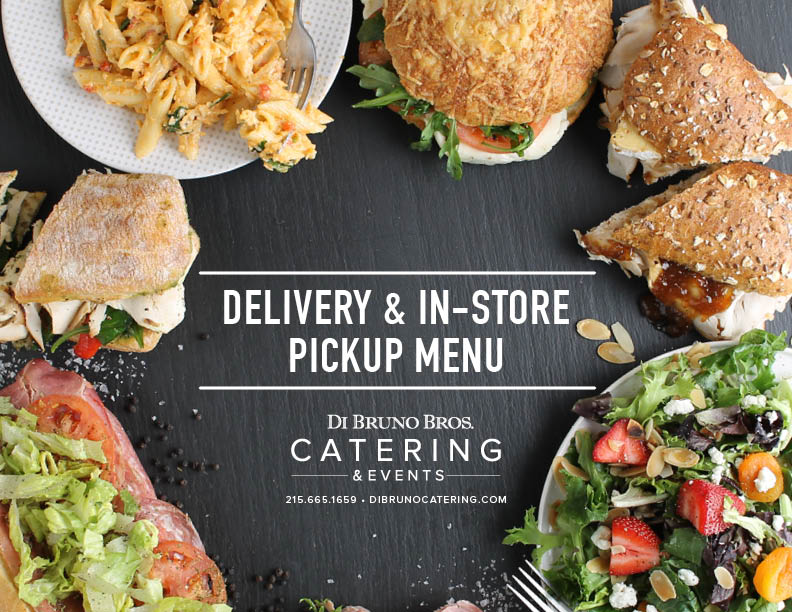 DELIVERY & IN-STORE
PICKUP MENU
DI BRUNO BROS.
CATERING
& EVENTS
215.665.1659 • DIBRUNOCATERING.COM